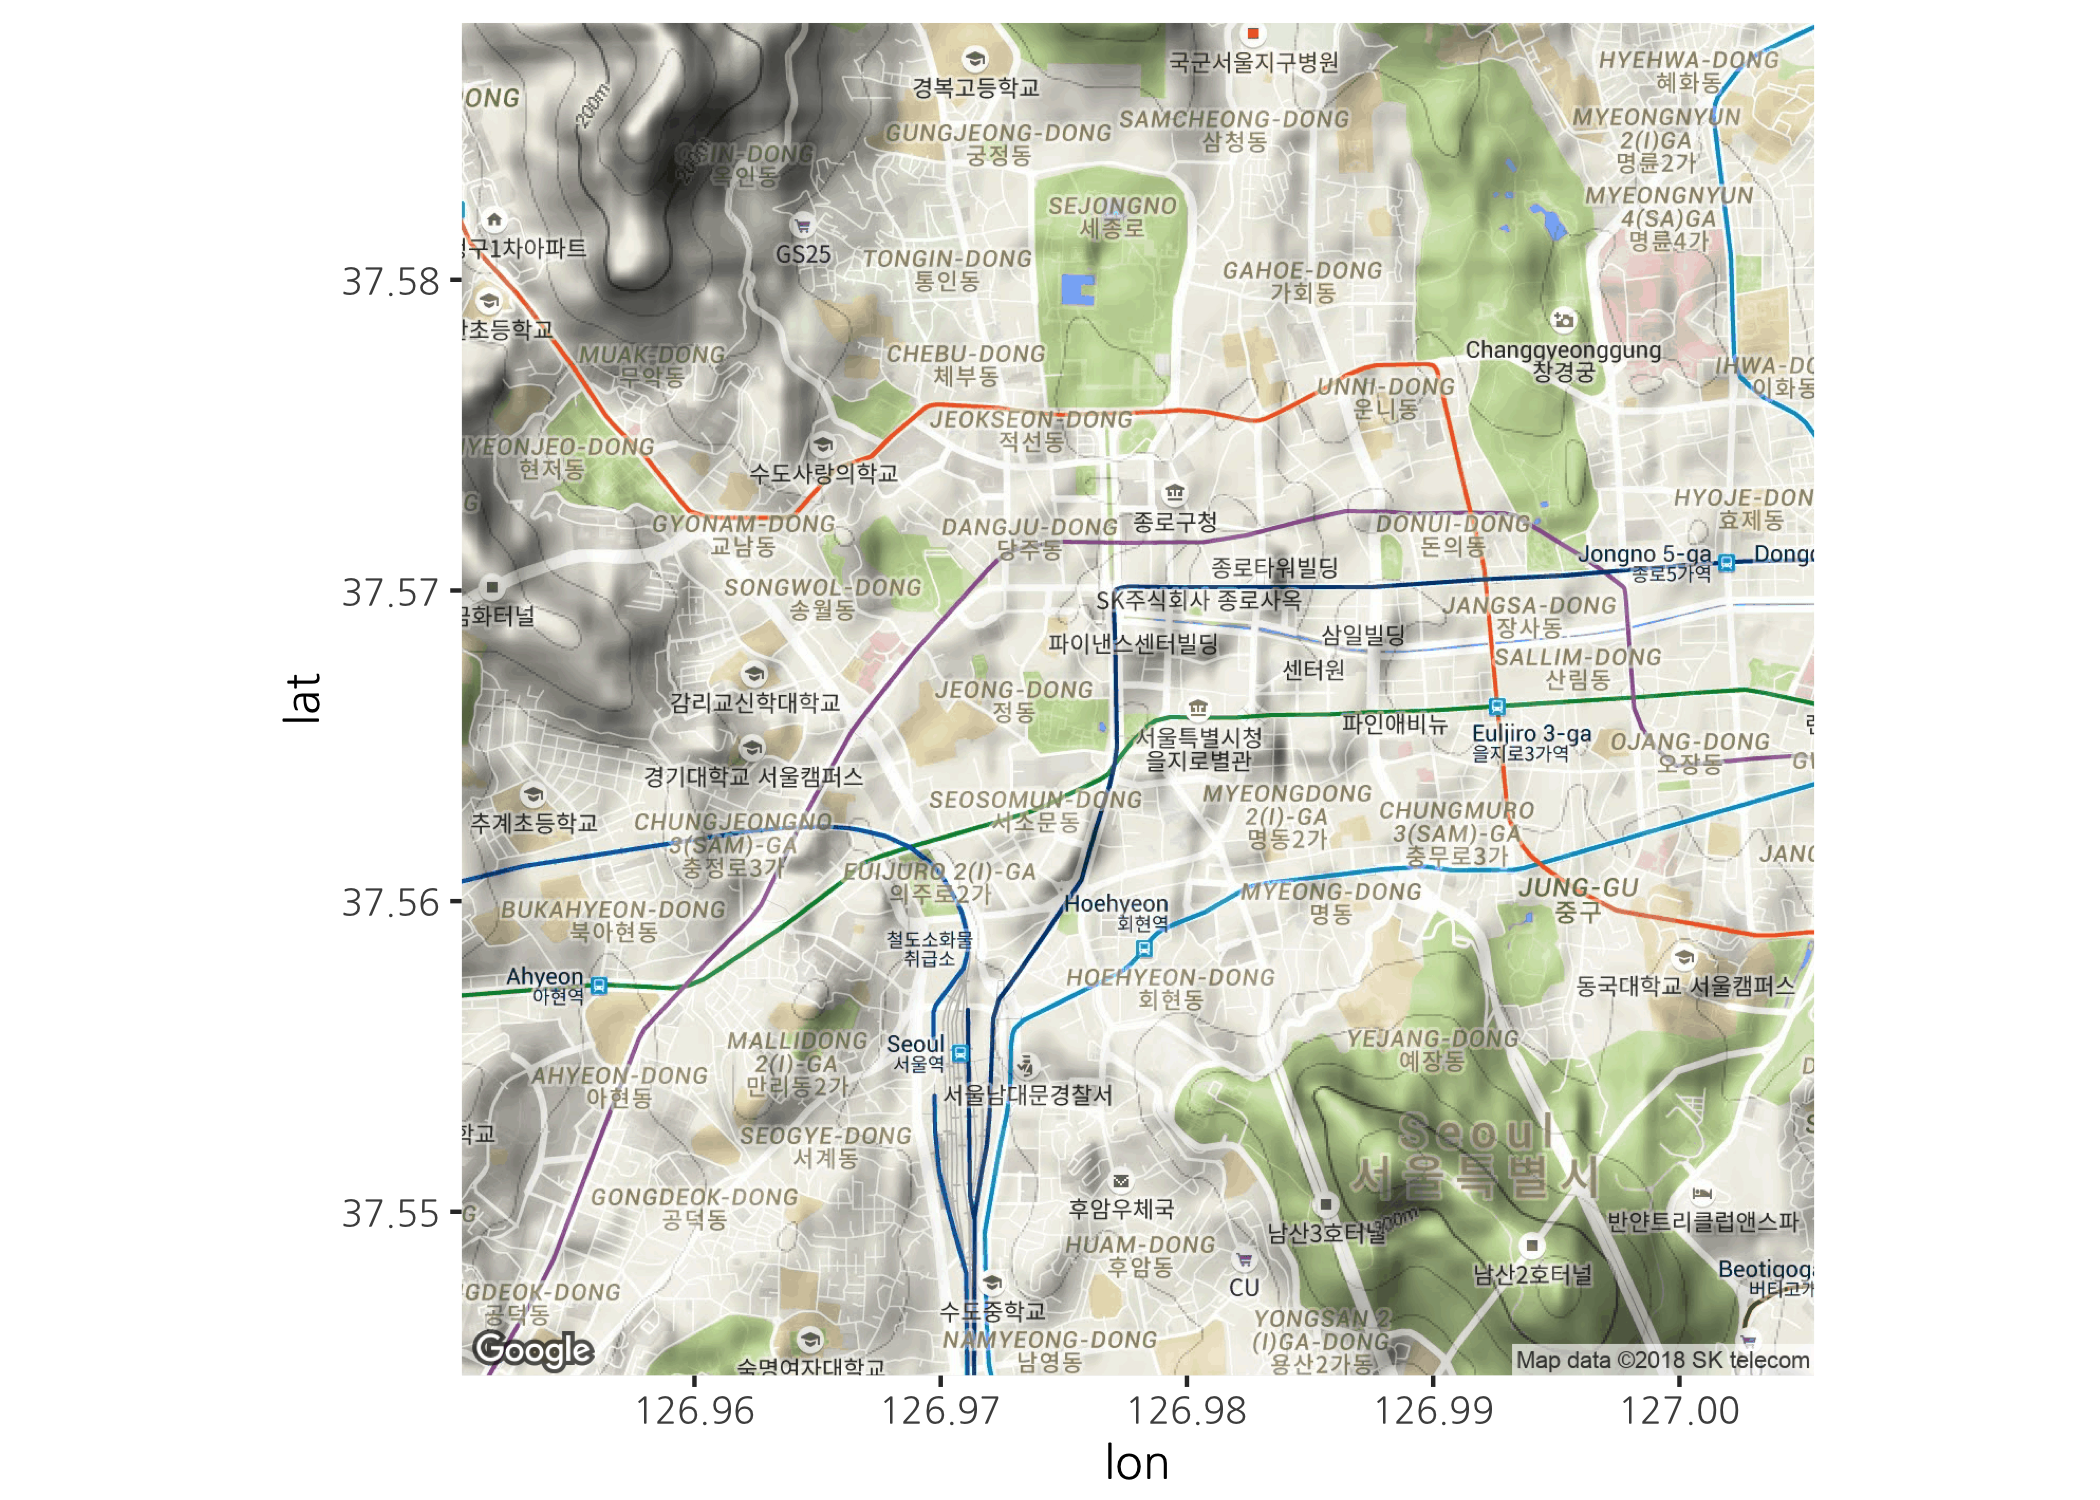 국군서울지구병원
HYEHWA-DONG
혜화동
경복고등학교
ONG
200m
GUNGJEONG-DONG
궁정동
SAMCHEONG-DONG
삼청동
MYEONGNYUN
2(I)GA
명륜2가
옥인동
MYEONGNYUN
4(SA)GA
명륜4가
SEJONGNO
세종로
구1차아파트
GS25
TONGIN-DONG
통인동
GAHOE-DONG
가회동
37.58
초등학교
MUAK-DONG
무악동
CHEBU-DONG
체부동
Changgyeonggung
창경궁
IHWA-DO
이화동
UNNI-DONG
운니동
JEOKSEON-DONG
적선동
YEONJEO-DONG
현저동
수도사랑의학교
HYOJE-DON
효제동
GYONAM-DONG
교남동
DANGJU-DONG
당주동
종로구청
DONUI-DONG
돈의동
Jongno 5-ga
종로5가역
종로타워빌딩
37.57
SONGWOL-DONG
송월동
SK주식회사 종로사옥
JANGSA-DONG
장사동
금화터널
파이낸스센터빌딩
삼일빌딩
센터원
SALLIM-DONG
산림동
lat
감리교신학대학교
JEONG-DONG
정동
파인애비뉴
Euljiro 3-ga
을지로3가역
서울특별시청
을지로별관
OJANG-DONG
오장동
경기대학교 서울캠퍼스
추계초등학교
CHUNGJEONGNO
3(SAM)-GA
충정로3가
SEOSOMUN-DONG
서소문동
MYEONGDONG
2(I)-GA
명동2가
CHUNGMURO
3(SAM)-GA
충무로3가
JANG
EUIJURO 2(I)-GA
의주로2가
MYEONG-DONG
명동
JUNG-GU
중구
37.56
BUKAHYEON-DONG
북아현동
Hoehyeon
회현역
철도소화물
취급소
Ahyeon
아현역
HOEHYEON-DONG
회현동
동국대학교 서울캠퍼스
MALLIDONG
2(I)-GA
만리동2가
Seoul
서울역
YEJANG-DONG
예장동
AHYEON-DONG
아현동
서울남대문경찰서
학교
SEOGYE-DONG
서계동
Seoul
서울특별시
37.55
GONGDEOK-DONG
공덕동
후암우체국
남산3호터널
반얀트리클럽앤스파
HUAM-DONG
후암동
CU
남산2호터널
Beotigoga
버티고개
GDEOK-DONG
공덕동
수도중학교
Google
숙명여자대학교
NAMYEONG-DONG
남영동
YONGSAN 2
(I)GA-DONG
용산2가동
Map data ©2018 SK telecom
126.96 126.97 126.98 126.99 127.00
lon